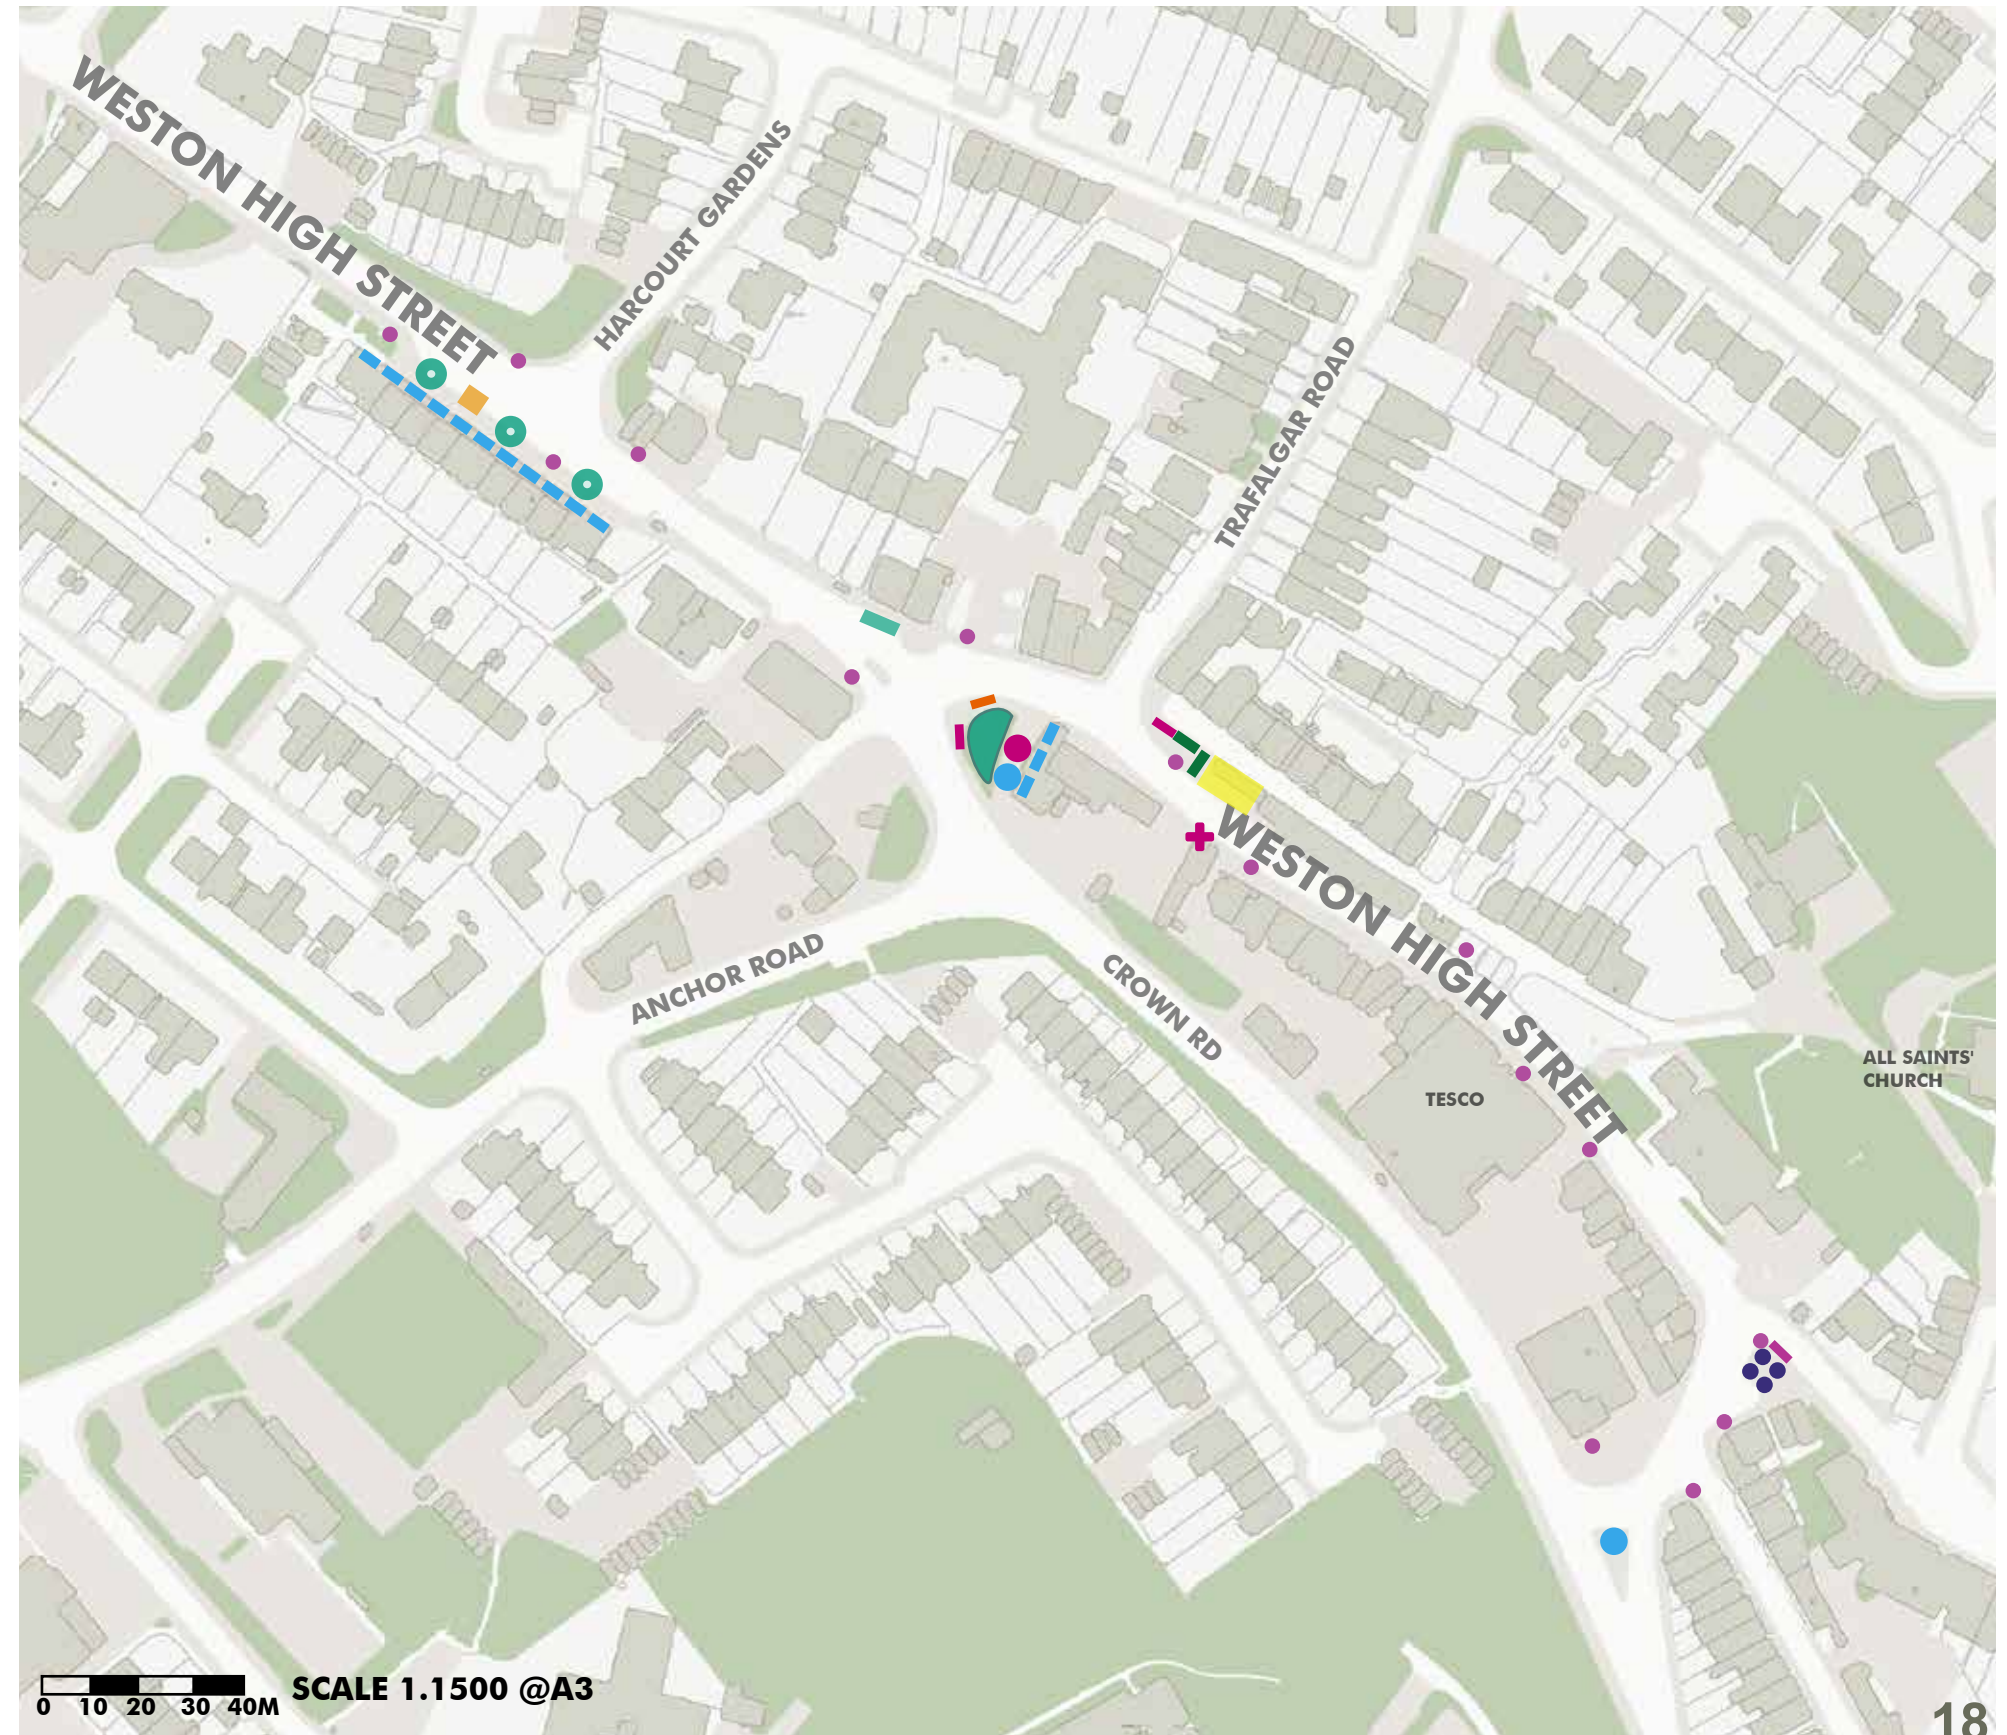 WESTON HIGH STREET
HARCOURT GARDENS
TRAFALGAR ROAD
WESTON HIGH STREET
ANCHOR ROAD
CROWN RD
ALL SAINTS'
CHURCH
TESCO
0 10 20 30 40M
SCALE 1.1500 @A3
18